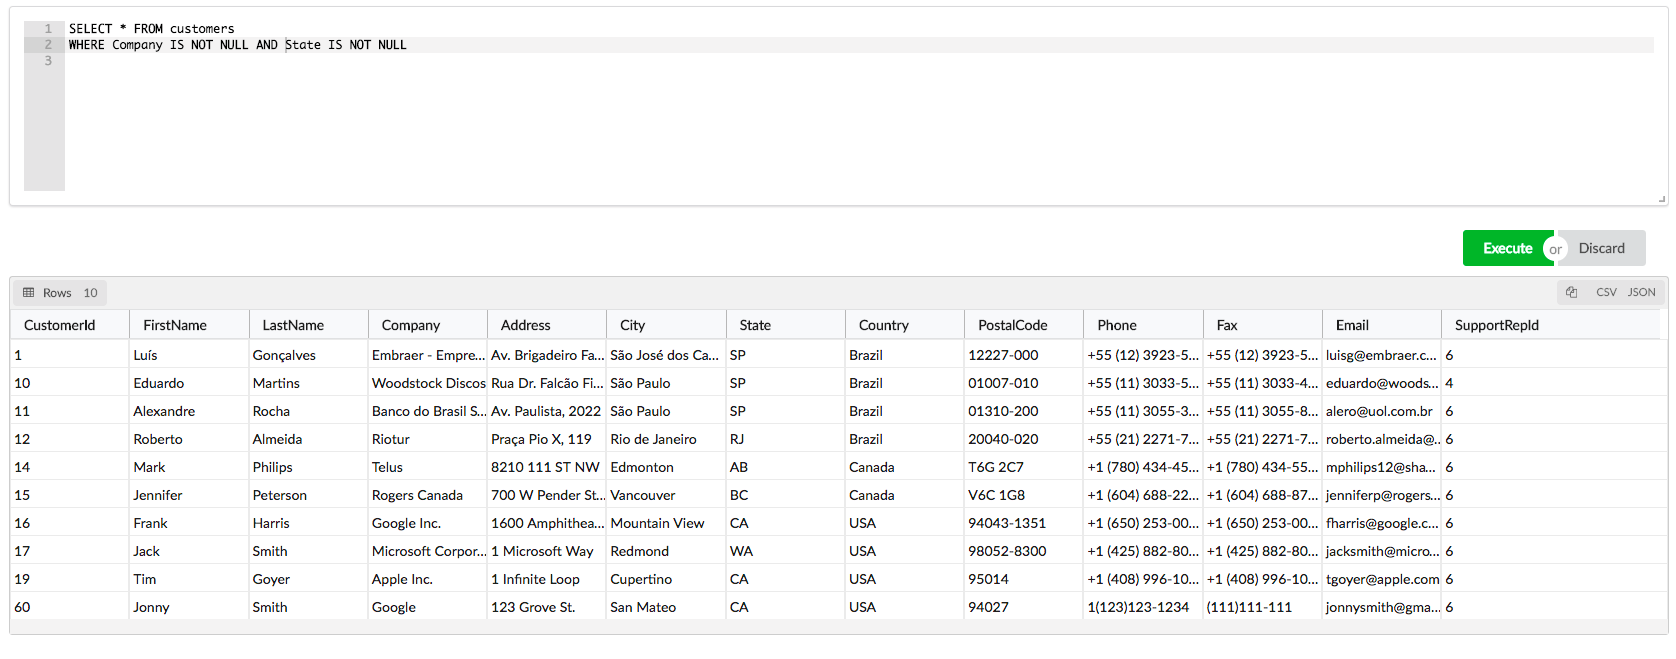 1 SELECT * FROM customers
2 WHERE Company IS NOT NULL AND State IS NOT NULL
3
Execute or Discard
Rows 10 CSV JSON
CustomerId FirstName LastName Company Address City State Country PostalCode Phone Fax Email SupportRepId
1 Luís Gonçalves Embraer - Empre... Av. Brigadeiro Fa... São José dos Ca... SP Brazil 12227-000 +55 (12) 3923-5... +55 (12) 3923-5... luisg@embraer.c... 6
10 Eduardo Martins Woodstock Discos Rua Dr. Falcão Fi... São Paulo SP Brazil 01007-010 +55 (11) 3033-5... +55 (11) 3033-4... eduardo@woods... 4
11 Alexandre Rocha Banco do Brasil S... Av. Paulista, 2022 São Paulo SP Brazil 01310-200 +55 (11) 3055-3... +55 (11) 3055-8... alero@uol.com.br 6
12 Roberto Almeida Riotur Praça Pio X, 119 Rio de Janeiro RJ Brazil 20040-020 +55 (21) 2271-7... +55 (21) 2271-7... roberto.almeida@... 6
14 Mark Philips Telus 8210 111 ST NW Edmonton AB Canada T6G 2C7 +1 (780) 434-45... +1 (780) 434-55... mphilips12@sha... 6
15 Jennifer Peterson Rogers Canada 700 W Pender St... Vancouver BC Canada V6C 1G8 +1 (604) 688-22... +1 (604) 688-87... jenniferp@rogers... 6
16 Frank Harris Google Inc. 1600 Amphithea... Mountain View CA USA 94043-1351 +1 (650) 253-00... +1 (650) 253-00... fharris@google.c... 6
17 Jack Smith Microsoft Corpor... 1 Microsoft Way Redmond WA USA 98052-8300 +1 (425) 882-80... +1 (425) 882-80... jacksmith@micro... 6
19 Tim Goyer Apple Inc. 1 Infinite Loop Cupertino CA USA 95014 +1 (408) 996-10... +1 (408) 996-10... tgoyer@apple.com 6
60 Jonny Smith Google 123 Grove St. San Mateo CA USA 94027 1(123)123-1234 (111)111-111 jonnysmith@gma... 6